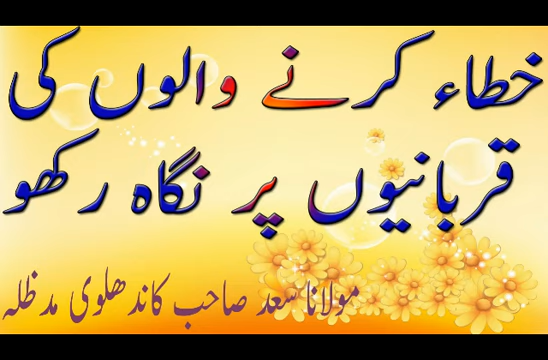 خطاء کرنے والوں کی
قربانیوں پر نگاہ رکھو
مولانا سعد صاحب کاندھلوی مدظلہ